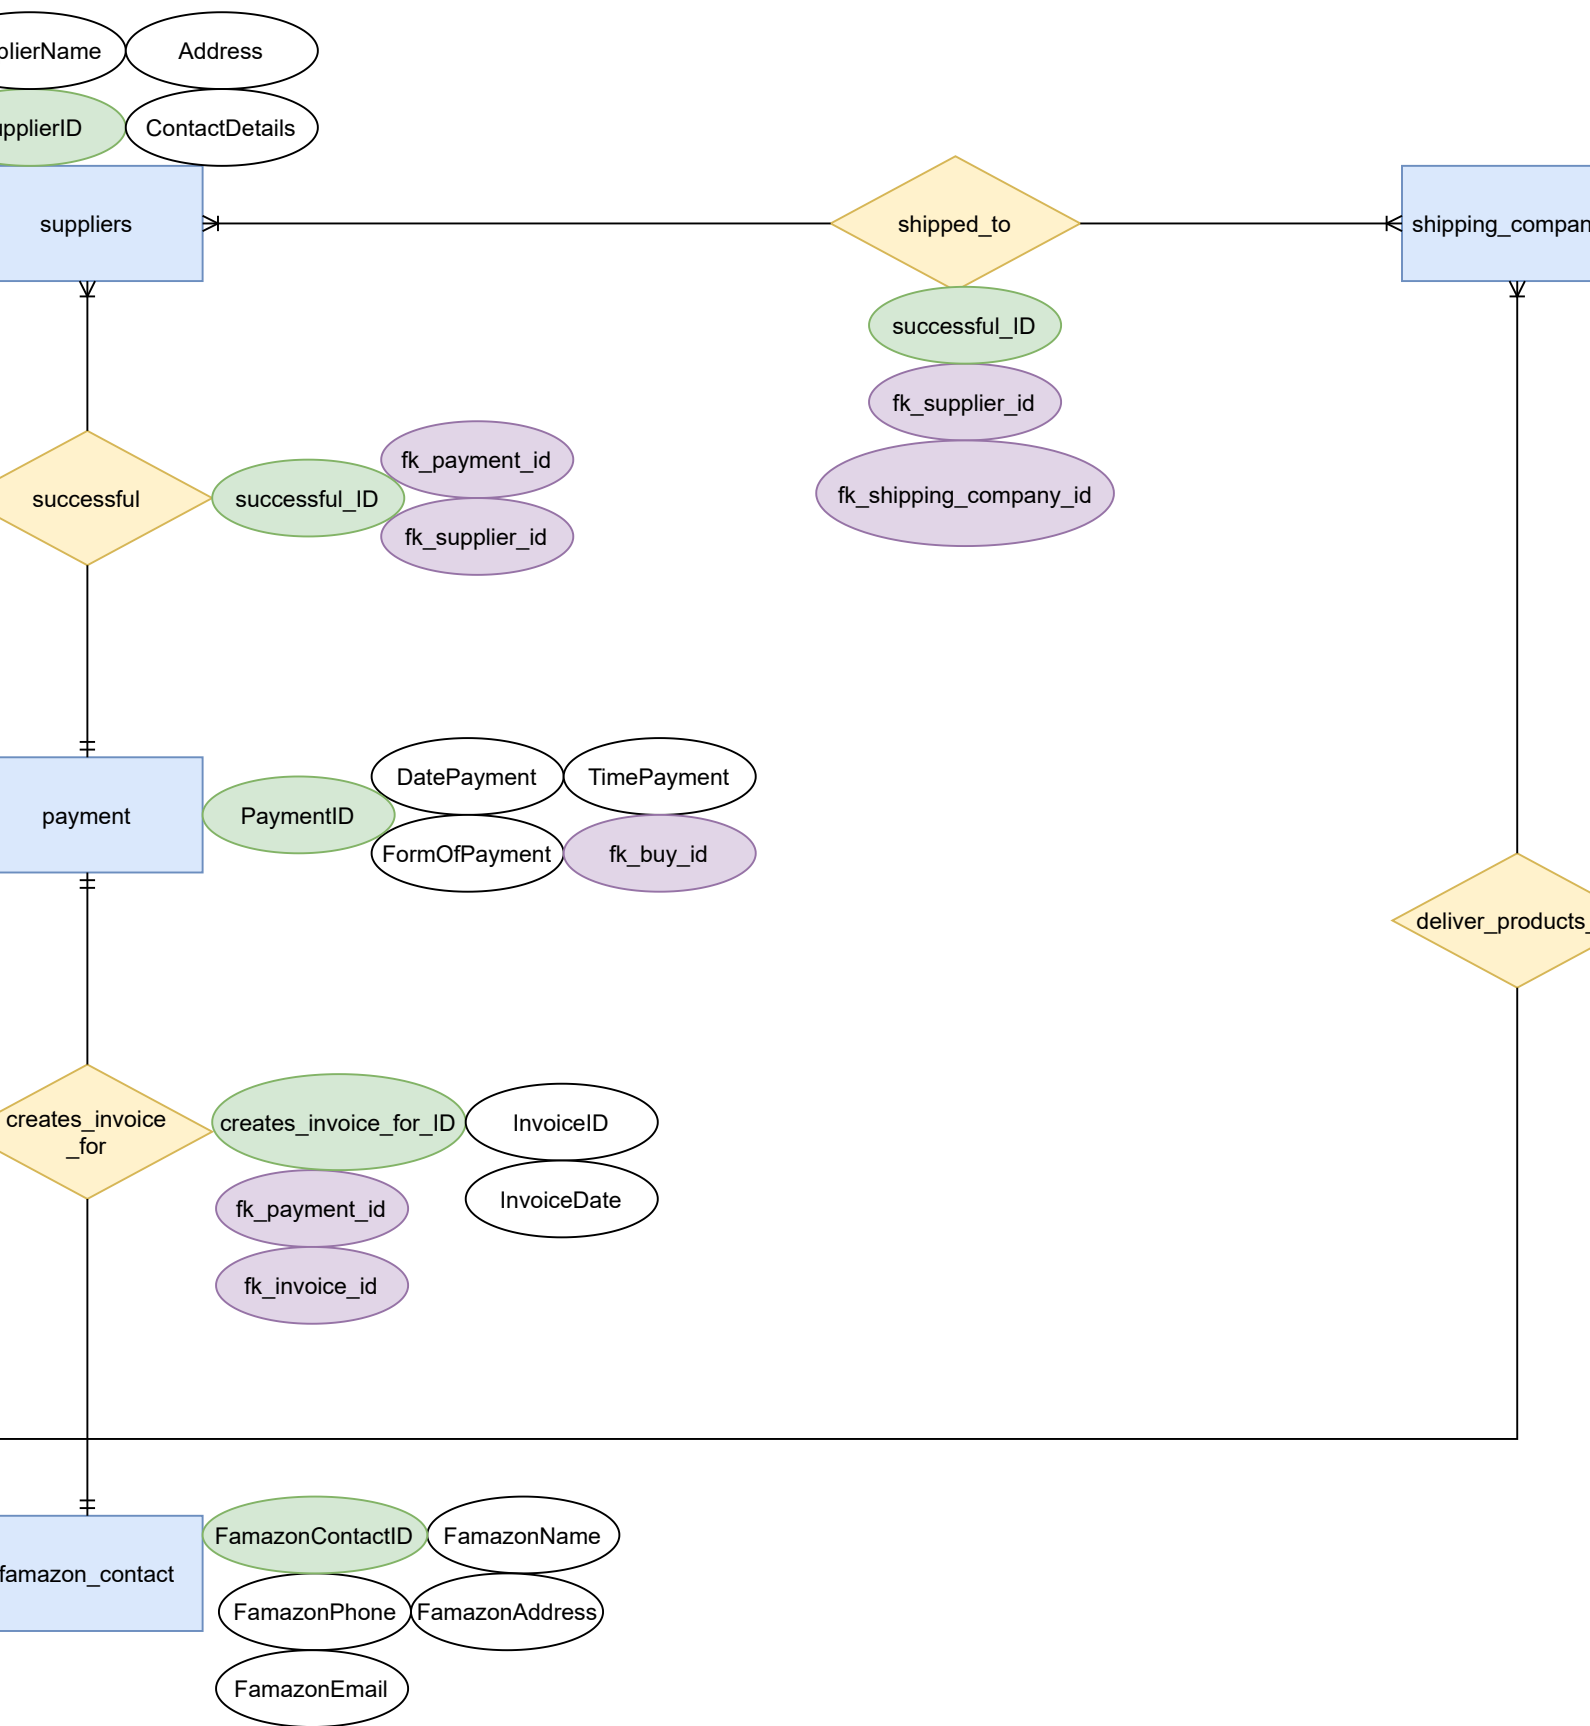 plierName
Address
upplierID
ContactDetails
suppliers
shipped_to
shipping_compan
successful_ID
fk_supplier_id
fk_shipping_company_id
fk_payment_id
successful
successful_ID
fk_supplier_id
DatePayment
TimePayment
payment
PaymentID
FormOfPayment
fk_buy_id
deliver_products_
creates_invoice
_for
creates_invoice_for_ID
InvoiceID
InvoiceDate
fk_payment_id
fk_invoice_id
famazon_contact
FamazonContactID
FamazonName
FamazonPhone
FamazonAddress
FamazonEmail